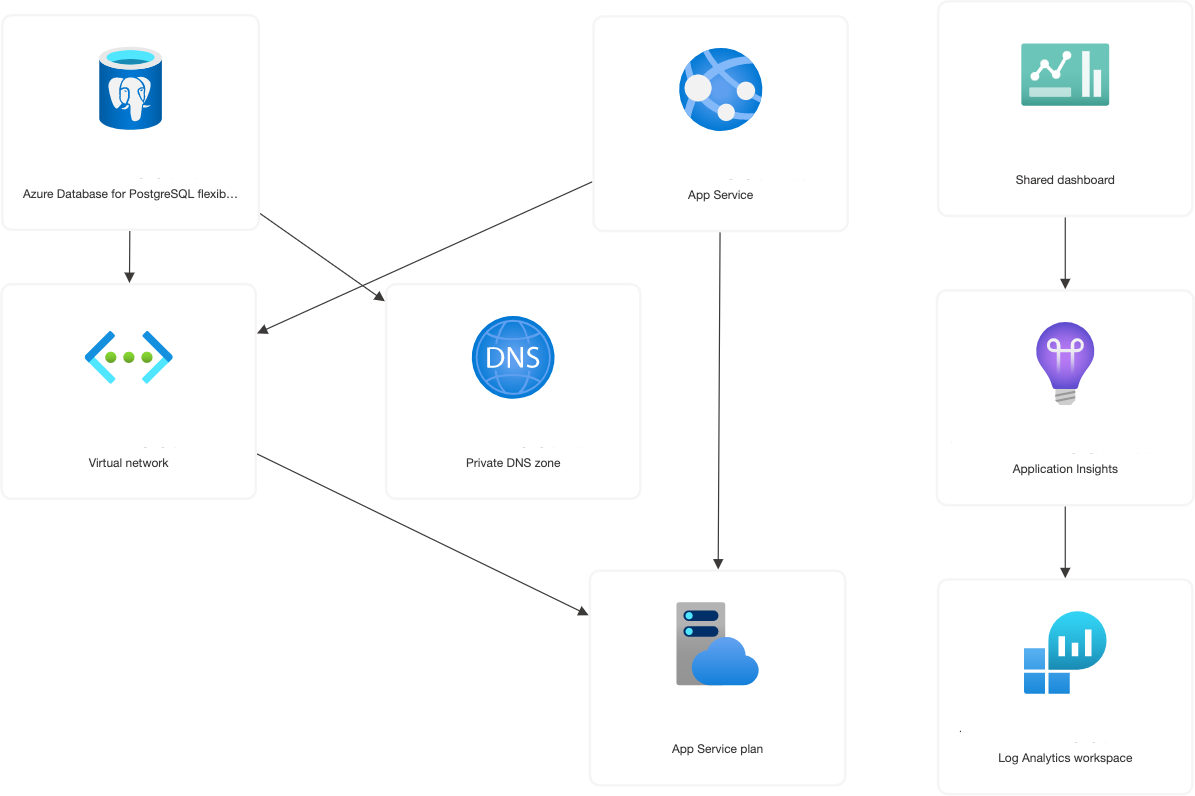 Azure Database for PostgreSQL flexib...
App Service
Shared dashboard
DNS
Virtual network
Private DNS zone
Application Insights
App Service plan
Log Analytics workspace